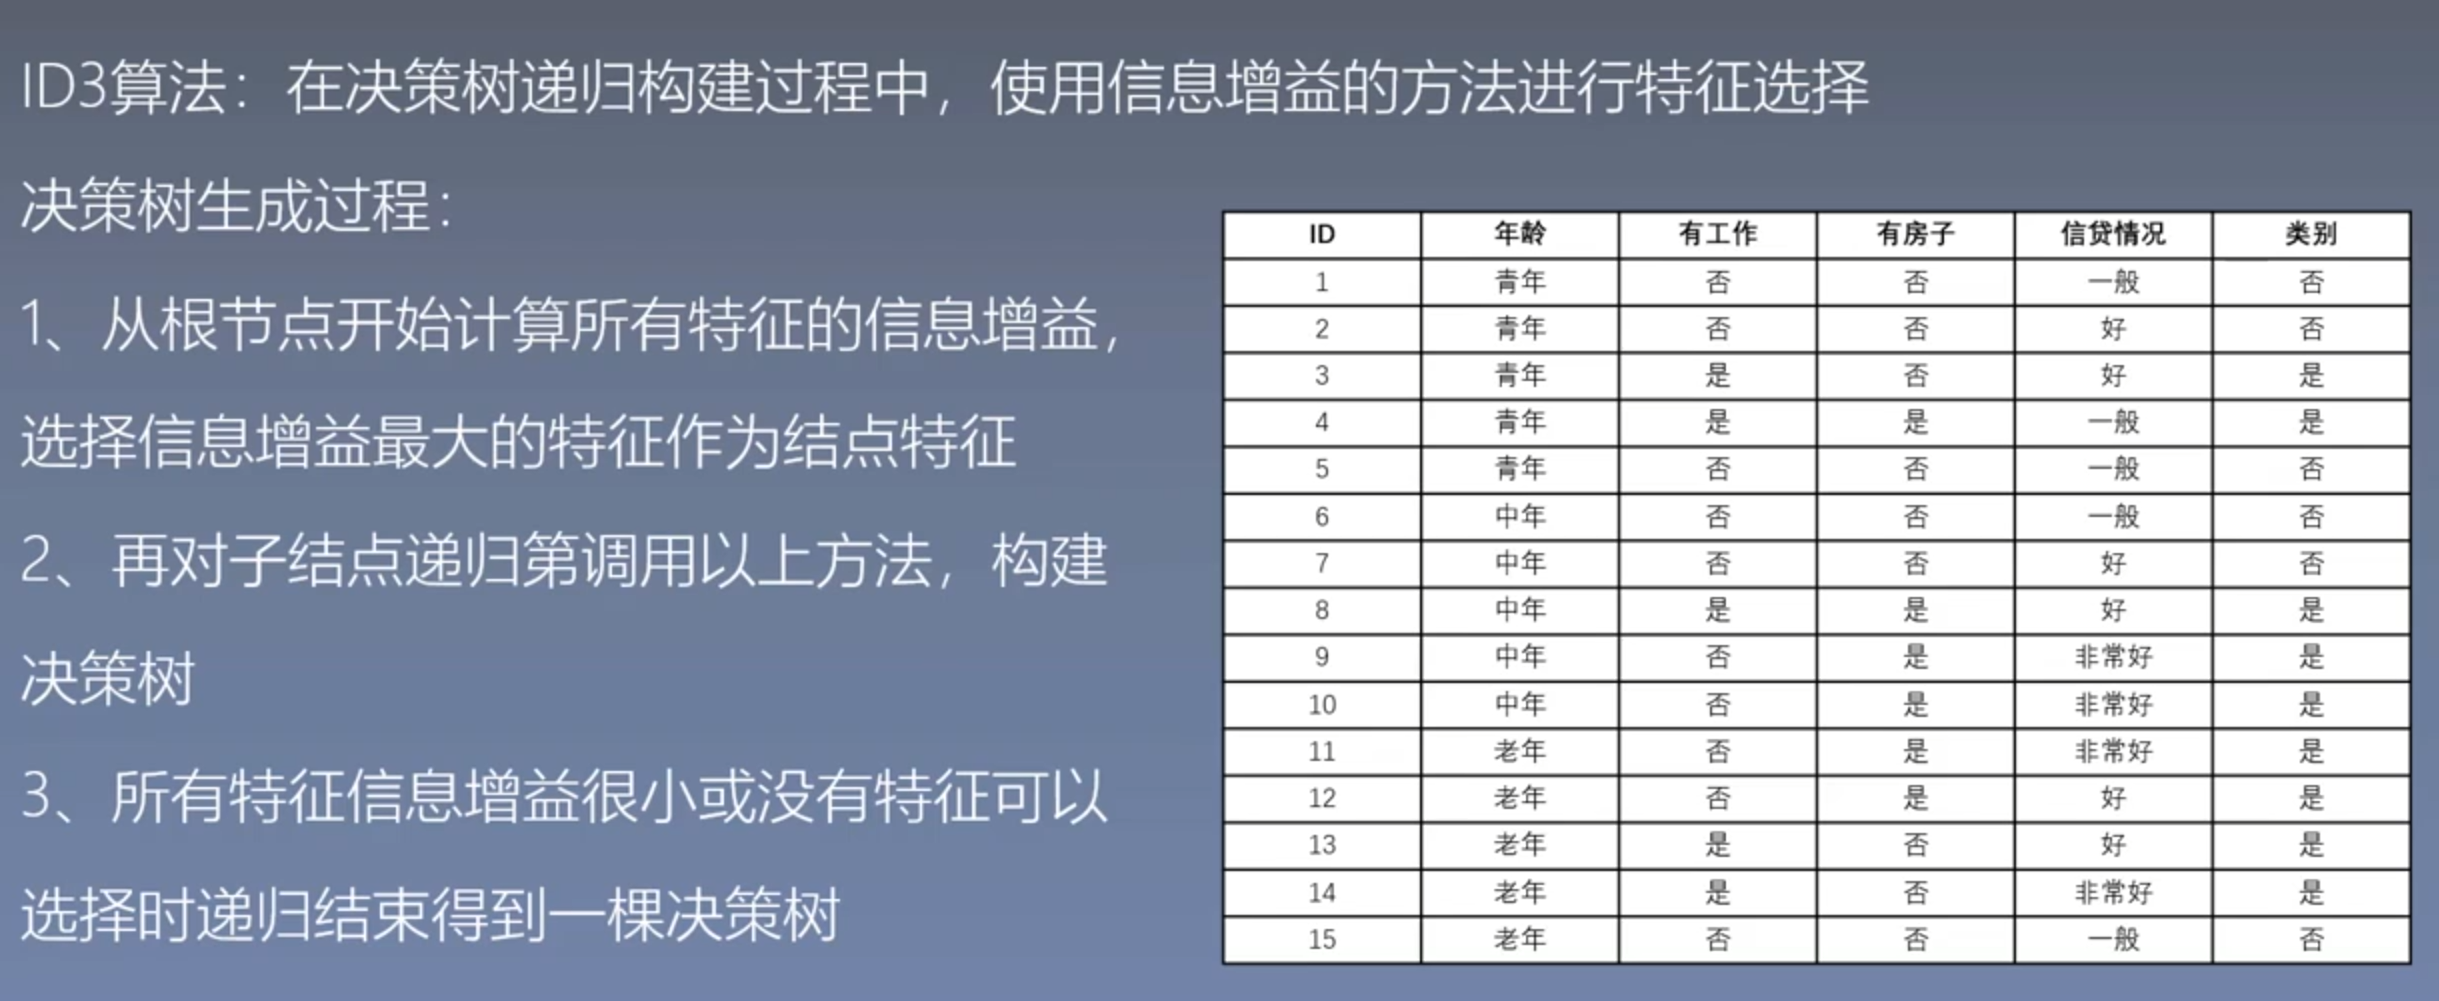 ID3算法：在决策树递归构建过程中，使用信息增益的方法进行特征选择
决策树生成过程：
1、从根节点开始计算所有特征的信息增益，
选择信息增益最大的特征作为结点特征
2、再对子结点递归第调用以上方法，构建
决策树
3、所有特征信息增益很小或没有特征可以
选择时递归结束得到一棵决策树
ID 年龄 有工作 有房子 信贷情况 类别
1 青年 否 否 一般 否
2 青年 否 否 好 否
3 青年 是 否 好 是
4 青年 是 是 一般 是
5 青年 否 否 一般 否
6 中年 否 否 一般 否
7 中年 否 否 好 否
8 中年 是 是 好 是
9 中年 否 是 非常好 是
10 中年 否 是 非常好 是
11 老年 否 是 非常好 是
12 老年 否 是 好 是
13 老年 是 否 好 是
14 老年 是 否 非常好 是
15 老年 否 否 一般 否